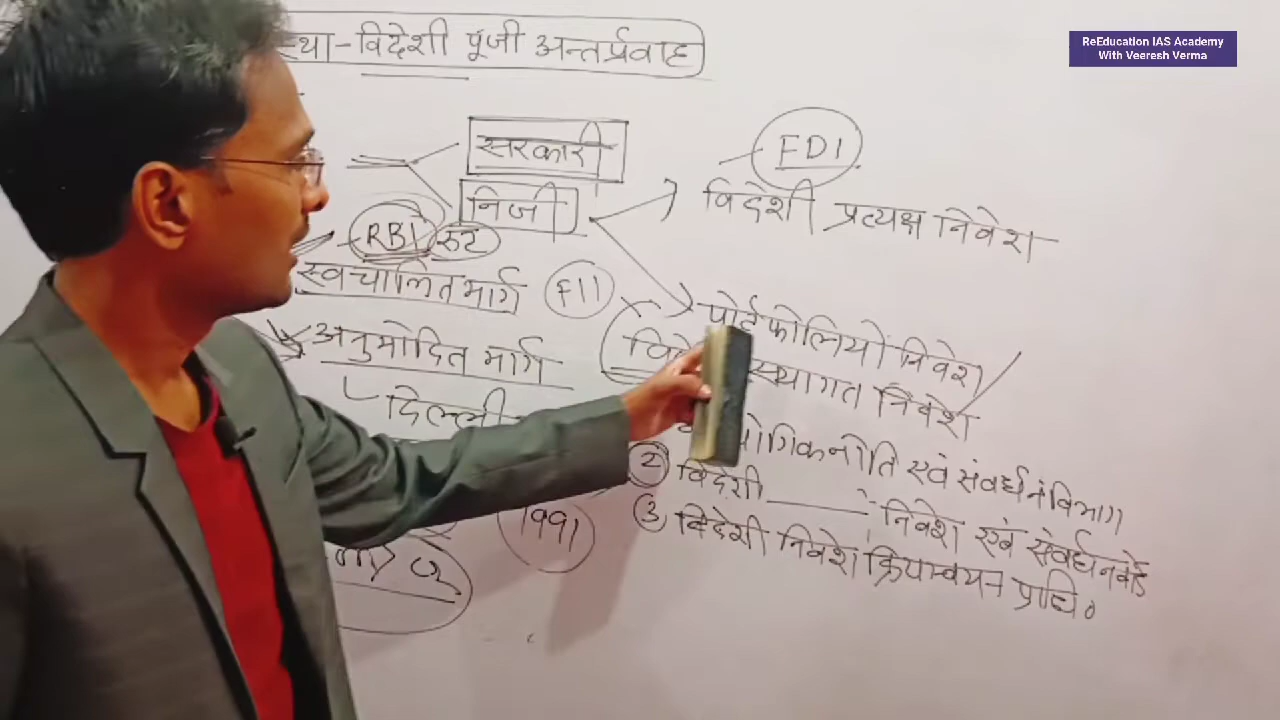 स्था-विदेशी पूंजी अन्तर्प्रवाह
ReEducation IAS Academy
With Veeresh Verma
सरकारी
FDI
निजी
विदेशी प्रत्यक्ष निवेश
RBI रुट
स्वचालित मार्ग
FII
पोर्टफोलियो निवेश
अनुमोदित मार्ग
स्थागत निवेश
दिल्ली
योगिक नीति एवं संवर्धन विभाग
2 विदेशी ______ निवेश एवं संवर्धन बोर्ड
1991
3 विदेशी निवेश क्रियान्वयन प्राधि०